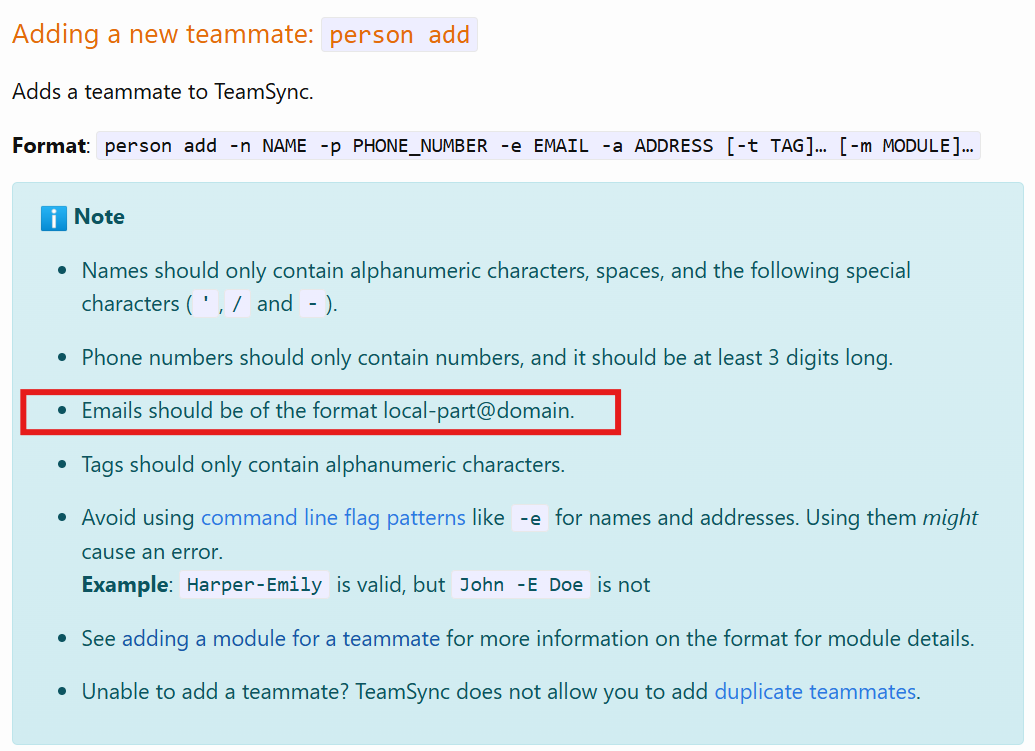 Adding a new teammate: person add
Adds a teammate to TeamSync.
Format: person add -n NAME -p PHONE_NUMBER -e EMAIL -a ADDRESS [-t TAG]… [-m MODULE]…
Note
• Names should only contain alphanumeric characters, spaces, and the following special
characters ( ' , / and - ).
• Phone numbers should only contain numbers, and it should be at least 3 digits long.
• Emails should be of the format local-part@domain.
• Tags should only contain alphanumeric characters.
• Avoid using command line flag patterns like -e for names and addresses. Using them might
cause an error.
Example: Harper-Emily is valid, but John -E Doe is not
• See adding a module for a teammate for more information on the format for module details.
• Unable to add a teammate? TeamSync does not allow you to add duplicate teammates.